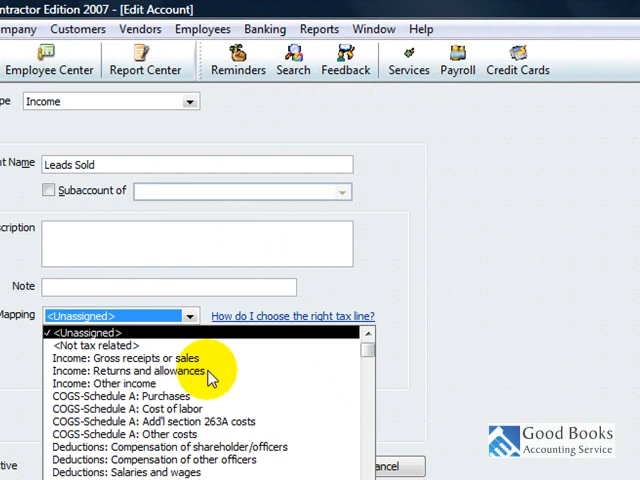 ntractor Edition 2007 - [Edit Account]
ompany Customers Vendors Employees Banking Reports Window Help
Employee Center Report Center Reminders Search Feedback Services Payroll Credit Cards
pe Income
nt Name Leads Sold
Subaccount of
scription
Note
Mapping <Unassigned> How do I choose the right tax line?
<Unassigned>
<Not tax related>
Income: Gross receipts or sales
Income: Returns and allowances
Income: Other income
COGS-Schedule A: Purchases
COGS-Schedule A: Cost of labor
COGS-Schedule A: Add'l section 263A costs
COGS-Schedule A: Other costs
Deductions: Compensation of shareholder/officers
Deductions: Compensation of other officers
Deductions: Salaries and wages
ctive ancel
Good Books
Accounting Service